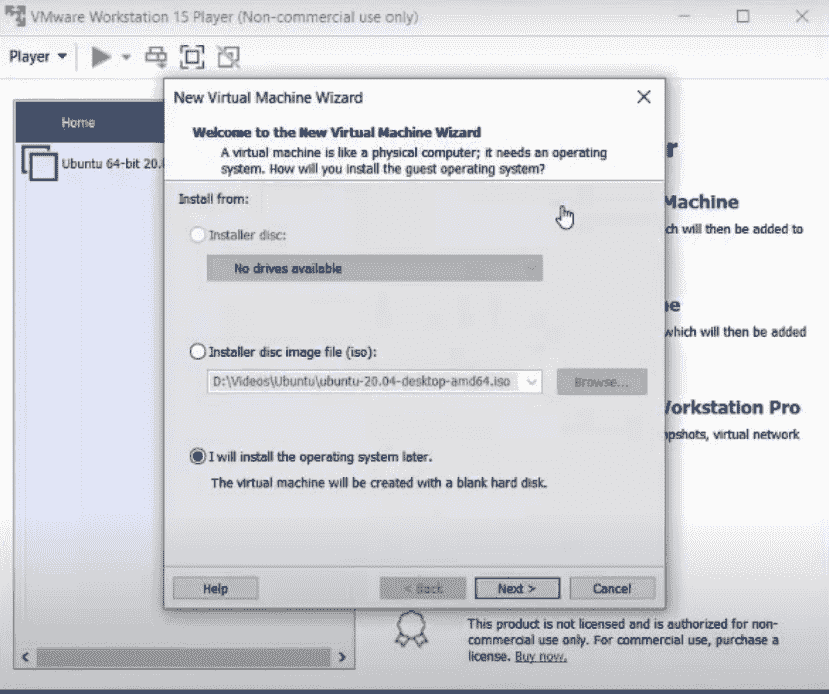 VMware Workstation 15 Player (Non-commercial use only)
Player
Home
Ubuntu 64-bit 20.
New Virtual Machine Wizard
Welcome to the New Virtual Machine Wizard
A virtual machine is like a physical computer; it needs an operating
system. How will you install the guest operating system?
Install from:
Installer disc:
No drives available
Installer disc image file (iso):
D:\Videos\Ubuntu\ubuntu-20.04-desktop-amd64.iso
Browse...
I will install the operating system later.
The virtual machine will be created with a blank hard disk.
Help
< Back
Next >
Cancel
r
Machine
ch will then be added to
ne
which will then be added
Workstation Pro
pshots, virtual network
This product is not licensed and is authorized for non-
commercial use only. For commercial use, purchase a
license. Buy now.